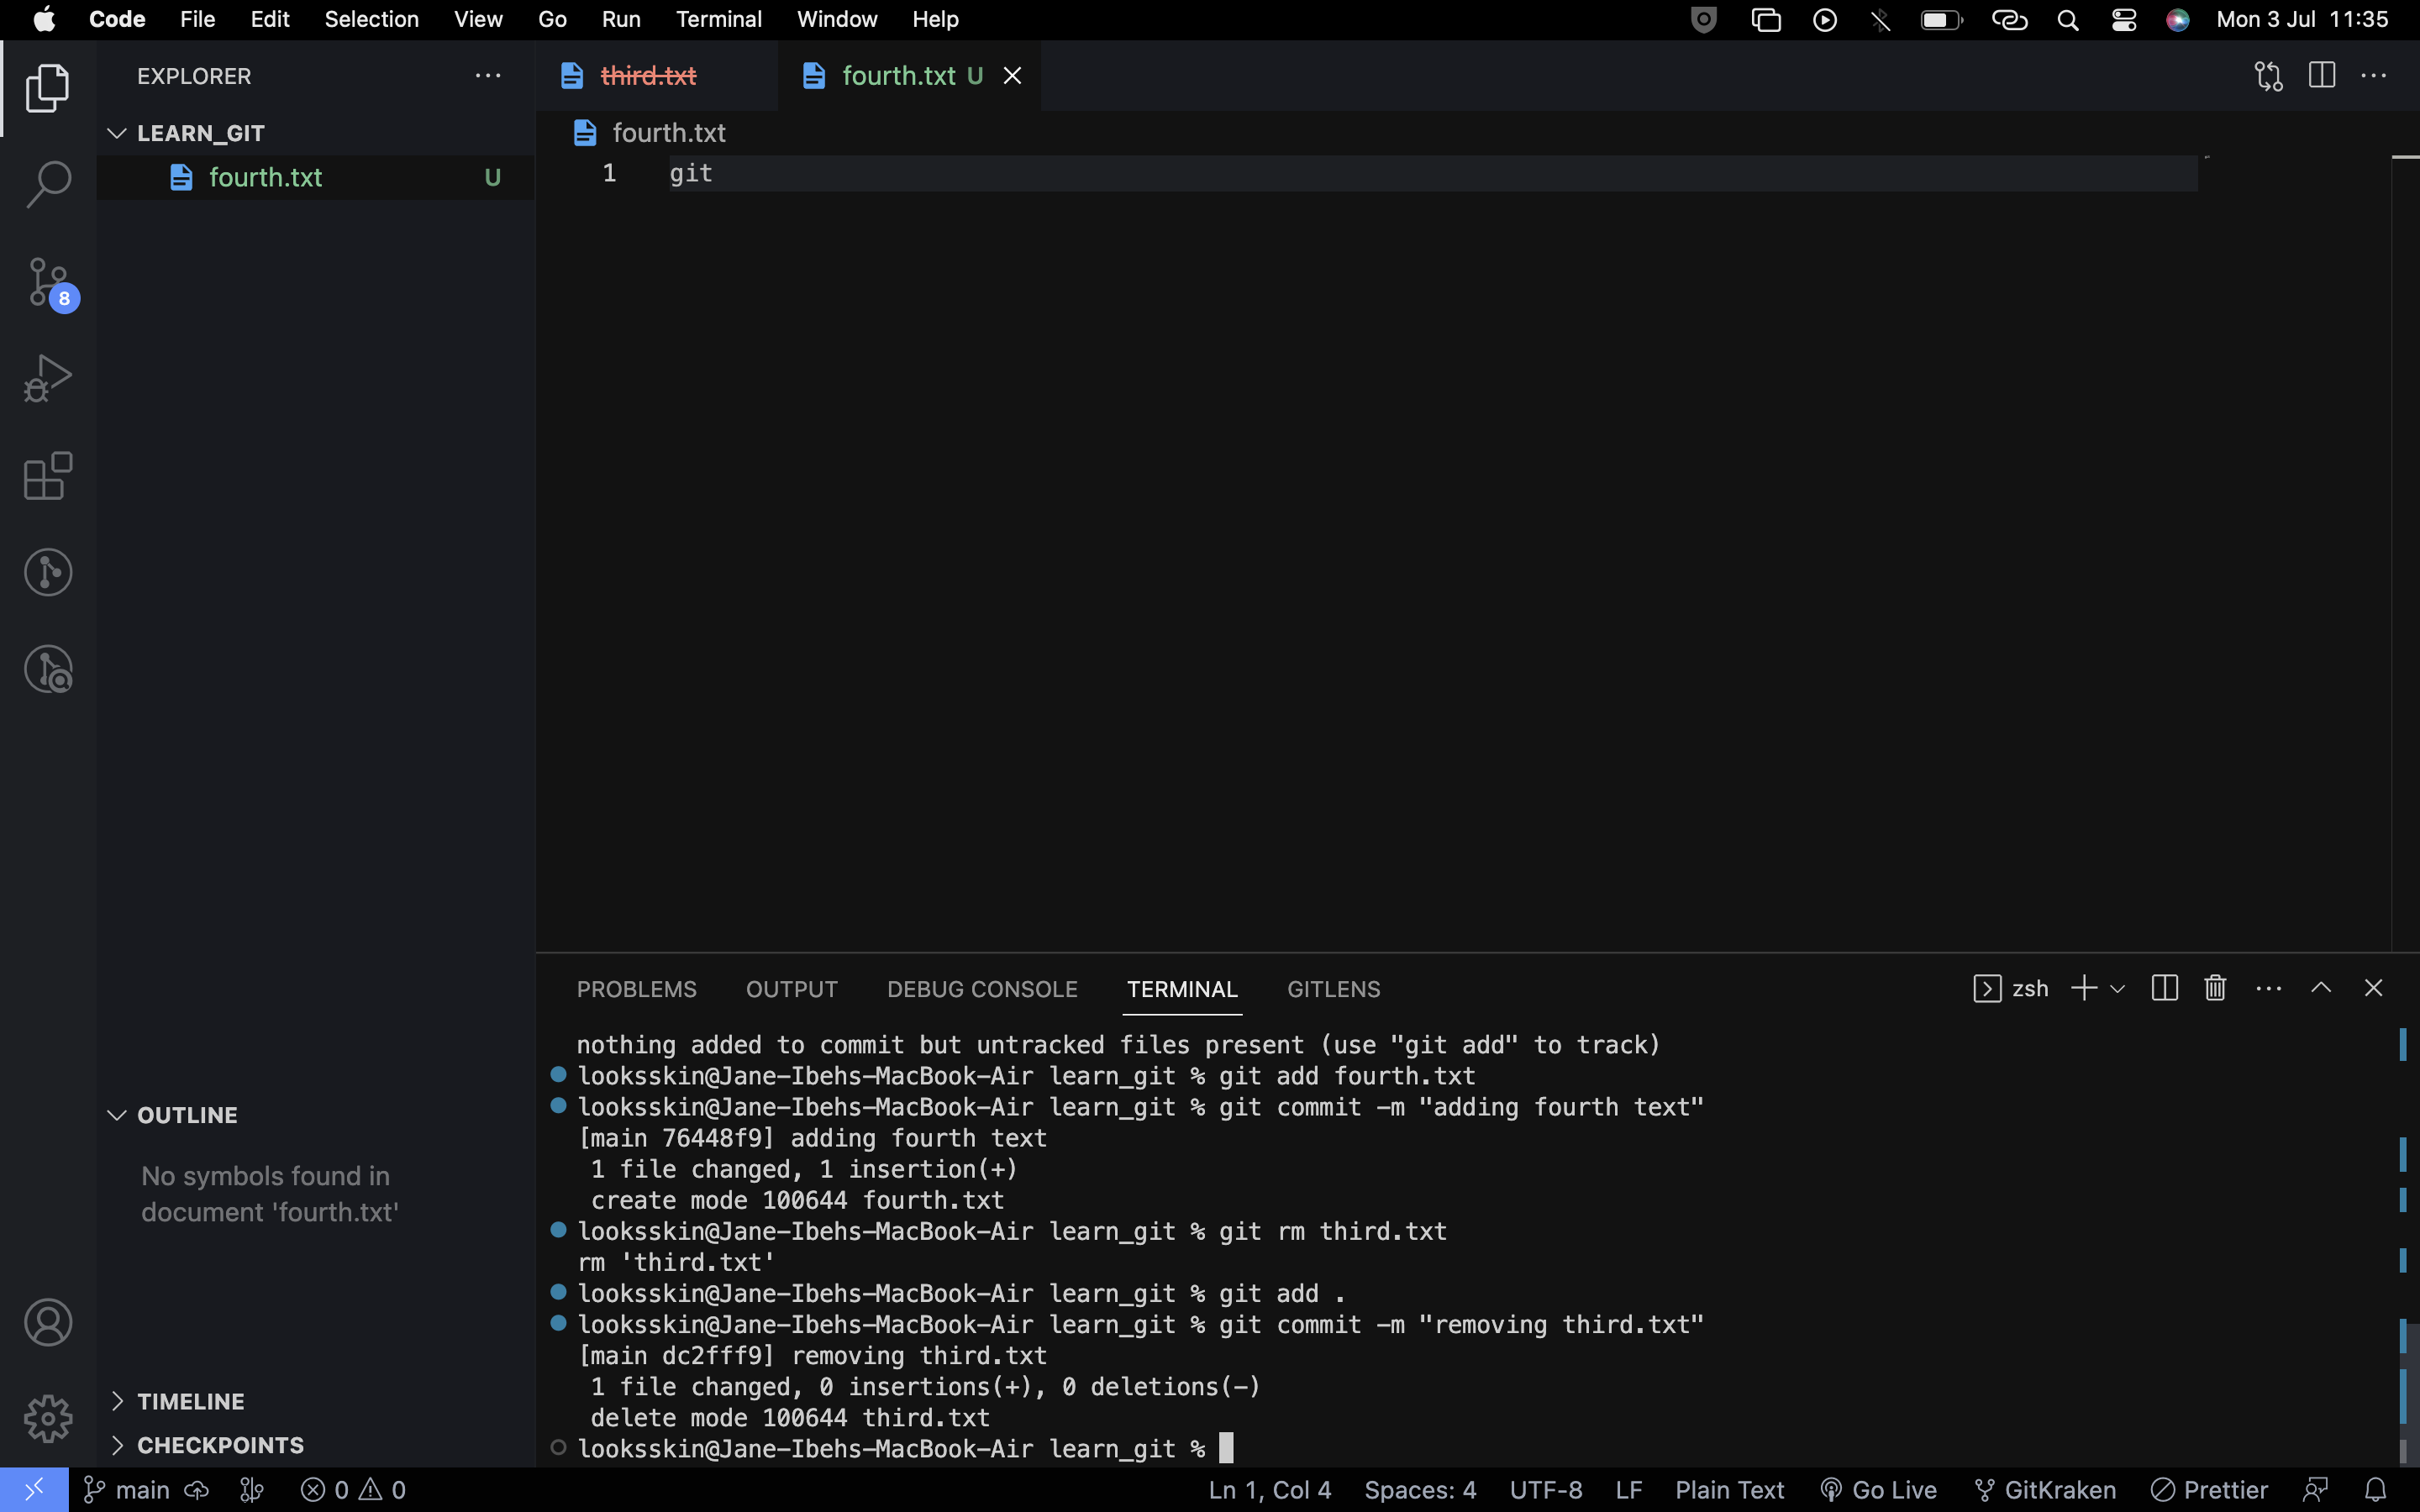 Code File Edit Selection View Go Run Terminal Window Help Mon 3 Jul 11:35
EXPLORER
third.txt fourth.txt U
LEARN_GIT
fourth.txt
fourth.txt U
1 git
8
PROBLEMS OUTPUT DEBUG CONSOLE TERMINAL GITLENS zsh
nothing added to commit but untracked files present (use "git add" to track)
looksskin@Jane-Ibehs-MacBook-Air learn_git % git add fourth.txt
looksskin@Jane-Ibehs-MacBook-Air learn_git % git commit -m "adding fourth text"
[main 76448f9] adding fourth text
1 file changed, 1 insertion(+)
create mode 100644 fourth.txt
looksskin@Jane-Ibehs-MacBook-Air learn_git % git rm third.txt
rm 'third.txt'
looksskin@Jane-Ibehs-MacBook-Air learn_git % git add .
looksskin@Jane-Ibehs-MacBook-Air learn_git % git commit -m "removing third.txt"
[main dc2fff9] removing third.txt
1 file changed, 0 insertions(+), 0 deletions(-)
delete mode 100644 third.txt
looksskin@Jane-Ibehs-MacBook-Air learn_git %
OUTLINE
No symbols found in
document 'fourth.txt'
TIMELINE
CHECKPOINTS
main 0 0 Ln 1, Col 4 Spaces: 4 UTF-8 LF Plain Text Go Live GitKraken Prettier